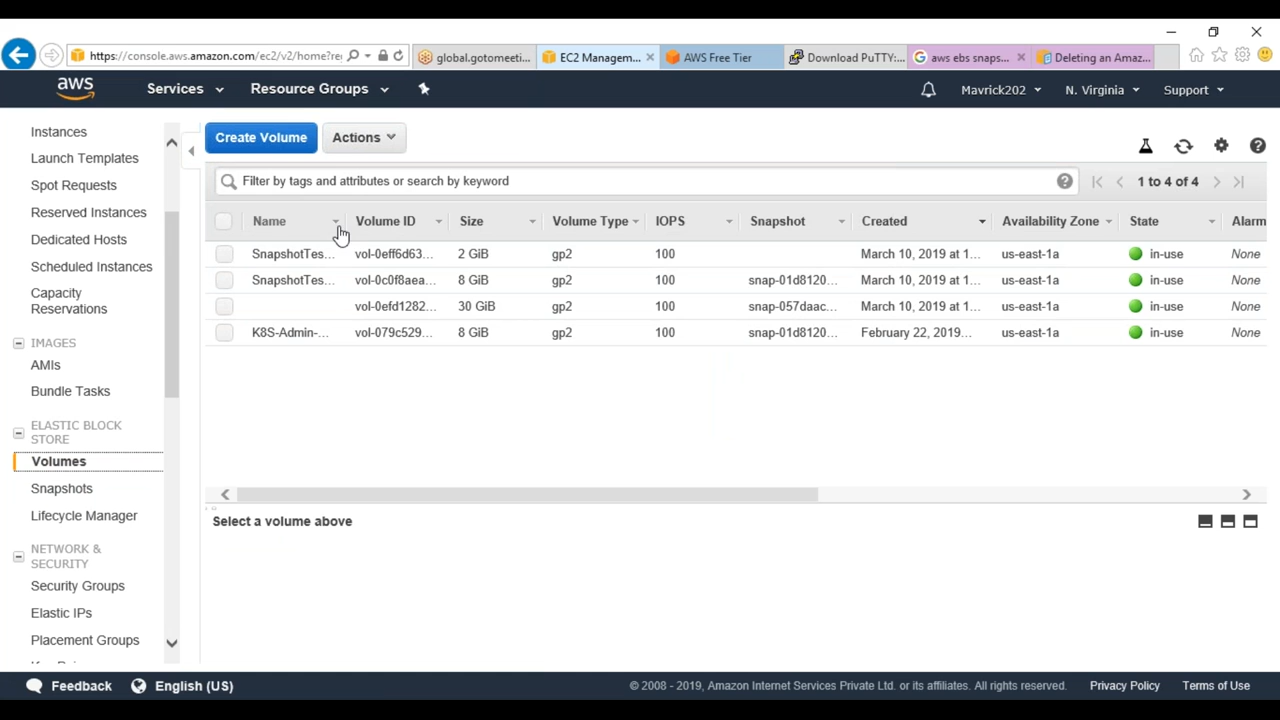 https://console.aws.amazon.com/ec2/v2/home?re
global.gotomeeti...
EC2 Managem...
AWS Free Tier
Download PuTTY:...
aws ebs snaps...
Deleting an Amaz...
aws
Services
Resource Groups
Mavrick202
N. Virginia
Support
Instances
Launch Templates
Spot Requests
Reserved Instances
Dedicated Hosts
Scheduled Instances
Capacity
Reservations
IMAGES
AMIs
Bundle Tasks
ELASTIC BLOCK
STORE
Volumes
Snapshots
Lifecycle Manager
NETWORK &
SECURITY
Security Groups
Elastic IPs
Placement Groups
Create Volume
Actions
Filter by tags and attributes or search by keyword
1 to 4 of 4
Name Volume ID Size Volume Type IOPS Snapshot Created Availability Zone State Alarm
SnapshotTes... vol-0eff6d63... 2 GiB gp2 100 March 10, 2019 at 1... us-east-1a in-use None
SnapshotTes... vol-0c0f8aea... 8 GiB gp2 100 snap-01d8120... March 10, 2019 at 1... us-east-1a in-use None
vol-0efd1282... 30 GiB gp2 100 snap-057daac... March 10, 2019 at 1... us-east-1a in-use None
K8S-Admin-... vol-079c529... 8 GiB gp2 100 snap-01d8120... February 22, 2019... us-east-1a in-use None
Select a volume above
Feedback
English (US)
© 2008 - 2019, Amazon Internet Services Private Ltd. or its affiliates. All rights reserved.
Privacy Policy
Terms of Use